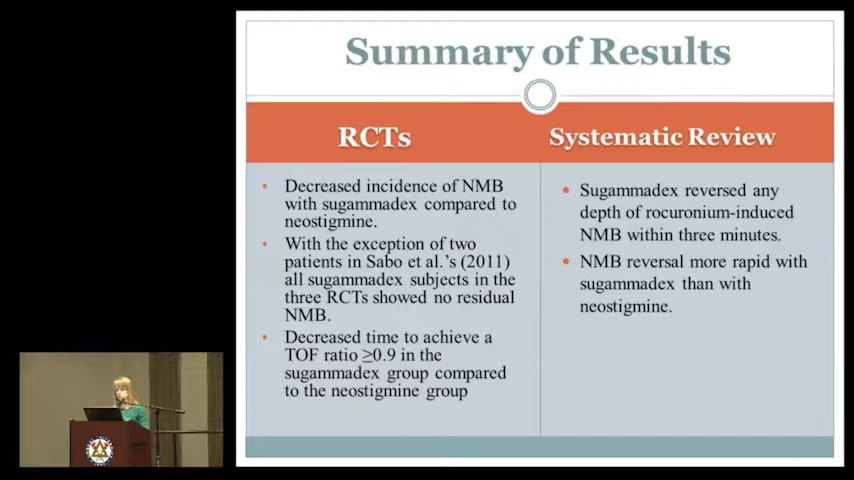 Summary of Results
RCTs
Systematic Review
Decreased incidence of NMB
with sugammadex compared to
neostigmine.
With the exception of two
patients in Sabo et al.'s (2011)
all sugammadex subjects in the
three RCTs showed no residual
NMB.
Decreased time to achieve a
TOF ratio ≥0.9 in the
sugammadex group compared
to the neostigmine group
Sugammadex reversed any
depth of rocuronium-induced
NMB within three minutes.
NMB reversal more rapid with
sugammadex than with
neostigmine.